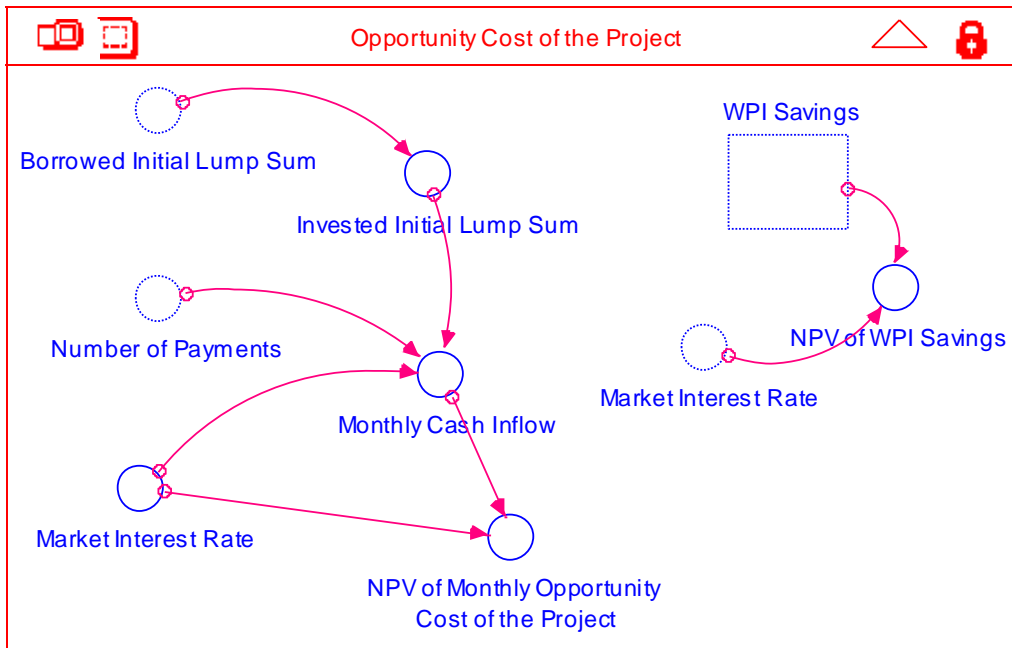 Opportunity Cost of the Project
WPI Savings
Borrowed Initial Lump Sum
Invested Initial Lump Sum
Number of Payments
NPV of WPI Savings
Market Interest Rate
Monthly Cash Inflow
Market Interest Rate
NPV of Monthly Opportunity
Cost of the Project